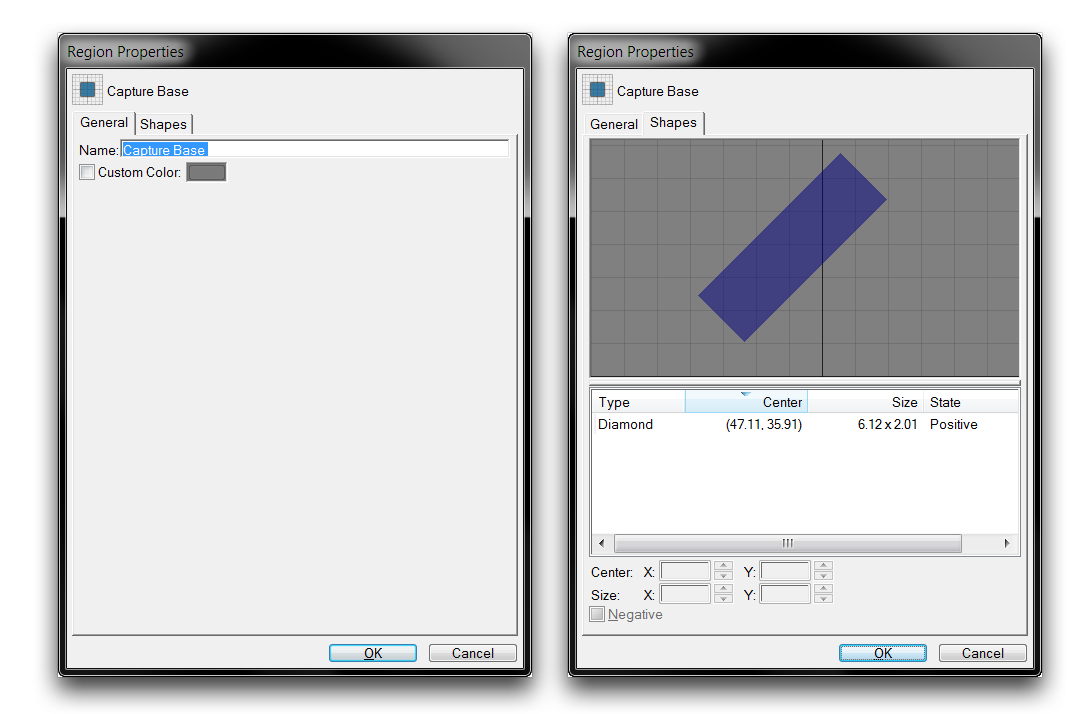 Region Properties
Capture Base
General Shapes
Name: Capture Base
Custom Color:
OK Cancel
Region Properties
Capture Base
General Shapes
Type Center Size State
Diamond (47.11, 35.91) 6.12 x 2.01 Positive
Center: X: Y:
Size: X: Y:
Negative
OK Cancel